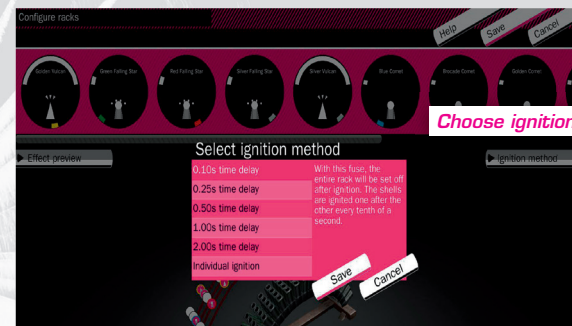 Configure racks
Help
Save
Cancel
Golden Vulcan
Green Falling Star
Red Falling Star
Silver Falling Star
Silver Vulcan
Blue Comet
Brocade Comet
Golden Comet
Choose ignition
Effect preview
Ignition method
Select ignition method
0.10s time delay
0.25s time delay
0.50s time delay
1.00s time delay
2.00s time delay
Individual ignition
With this fuse, the
entire rack will be set off
after ignition. The shells
are ignited one after the
other every tenth of a
second.
Save
Cancel